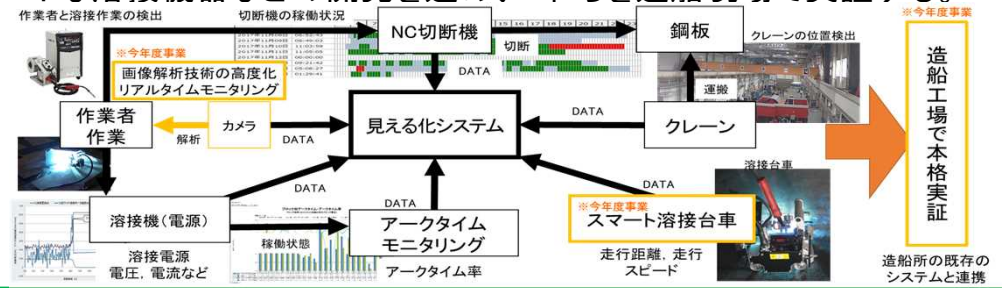 作業者と溶接作業の検出
切断機の稼働状況
NC切断機
切断
鋼板
クレーンの位置検出
※今年度事業
※今年度事業
画像解析技術の高度化
リアルタイムモニタリング
DATA
運搬
造船工場で本格実証
作業者
作業
解析
カメラ
DATA
見える化システム
DATA
クレーン
DATA
DATA
DATA
溶接台車
溶接機(電源)
稼働状態
アークタイム
モニタリング
※今年度事業
スマート溶接台車
溶接電源
電圧, 電流など
アークタイム率
走行距離, 走行
スピード
造船所の既存の
システムと連携